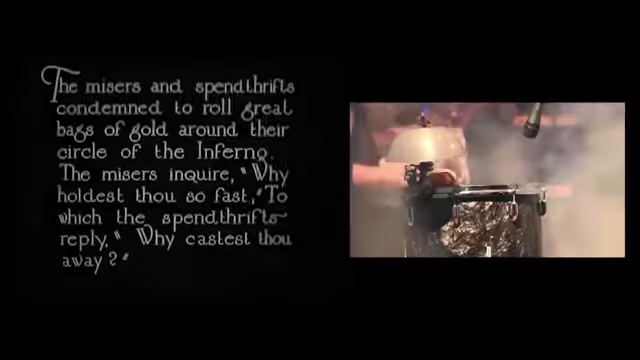 The misers and spendthrifts
condemned to roll great
bags of gold around their
circle of the Inferno.
The misers inquire, "Why
holdest thou so fast," To
which the spendthrifts
reply, " Why castest thou
away ? "